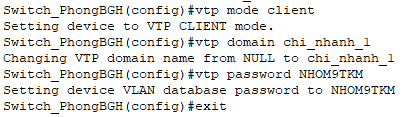 Switch_PhongBGH(config)#vtp mode client
Setting device to VTP CLIENT mode.
Switch_PhongBGH(config)#vtp domain chi_nhanh_1
Changing VTP domain name from NULL to chi_nhanh_1
Switch_PhongBGH(config)#vtp password NHOM9TKM
Setting device VLAN database password to NHOM9TKM
Switch_PhongBGH(config)#exit